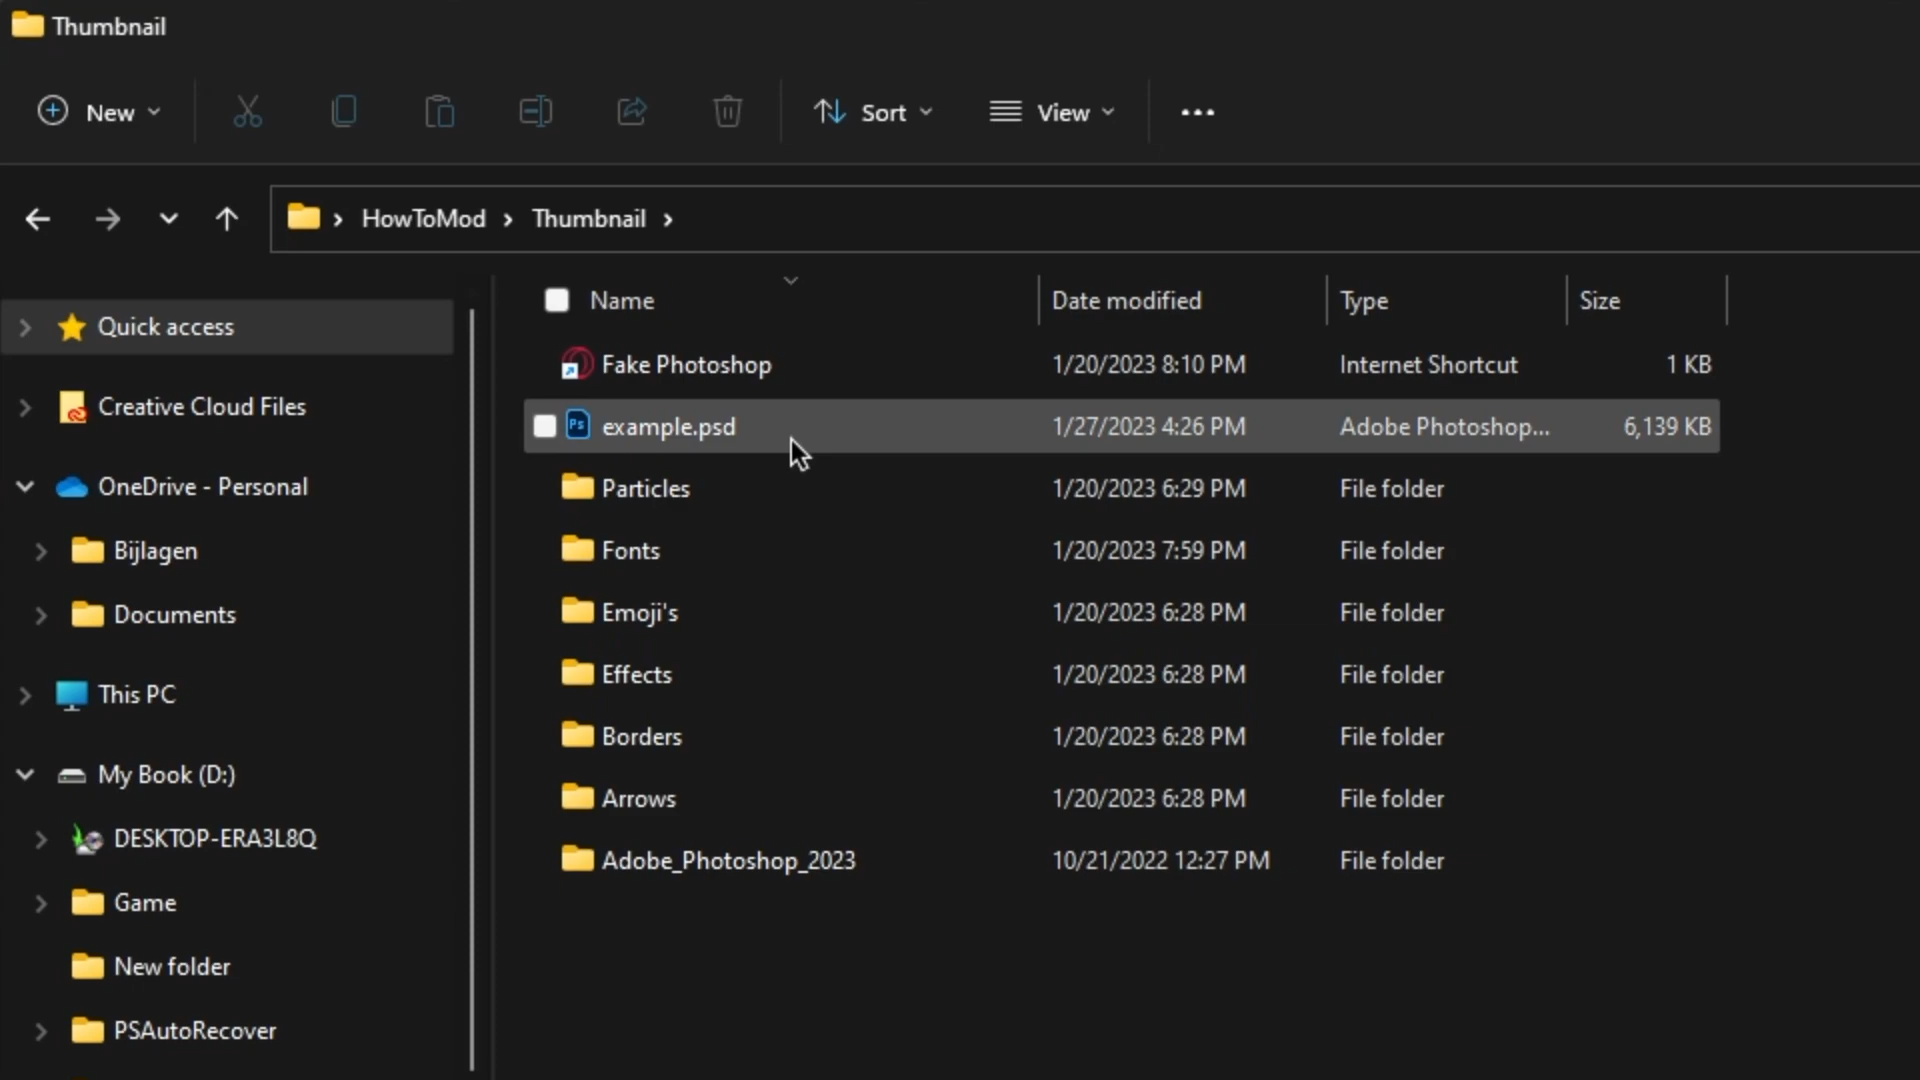 Thumbnail
New
Sort
View
HowToMod
Thumbnail
Quick access
Creative Cloud Files
OneDrive - Personal
Bijlagen
Documents
This PC
My Book (D:)
DESKTOP-ERA3L8Q
Game
New folder
PSAutoRecover
Name Date modified Type Size
Fake Photoshop 1/20/2023 8:10 PM Internet Shortcut 1 KB
Ps example.psd 1/27/2023 4:26 PM Adobe Photoshop... 6,139 KB
Particles 1/20/2023 6:29 PM File folder
Fonts 1/20/2023 7:59 PM File folder
Emoji's 1/20/2023 6:28 PM File folder
Effects 1/20/2023 6:28 PM File folder
Borders 1/20/2023 6:28 PM File folder
Arrows 1/20/2023 6:28 PM File folder
Adobe_Photoshop_2023 10/21/2022 12:27 PM File folder